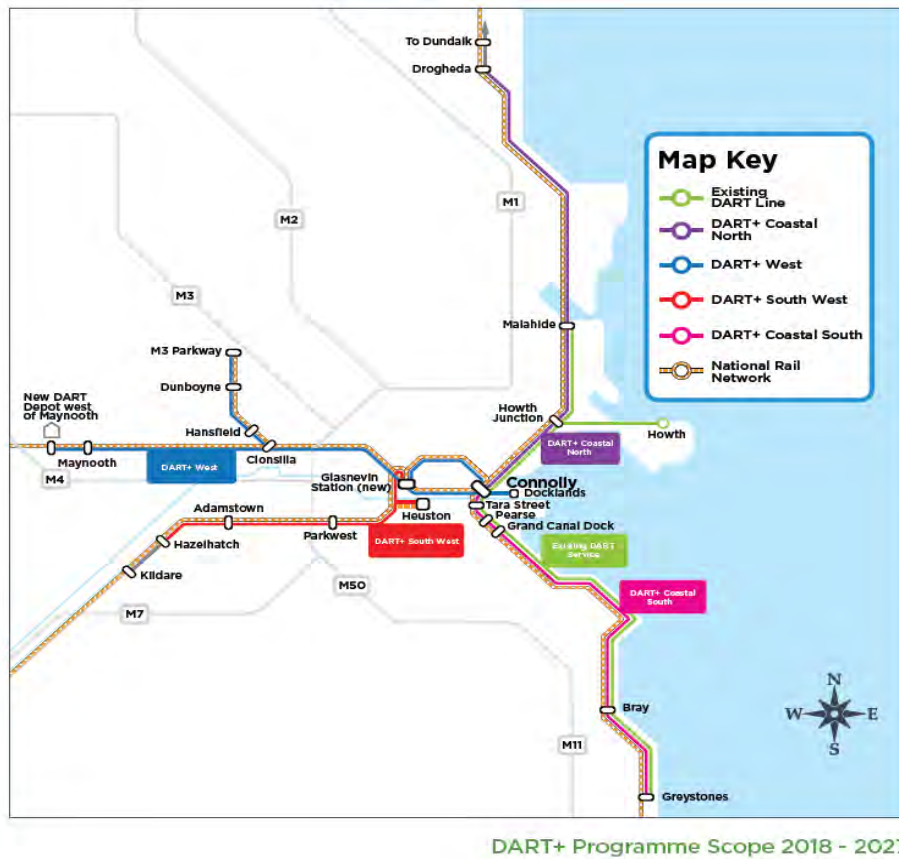 To Dundalk
Drogheda
M1
M2
M3
Map Key
Existing
DART Line
DART+ Coastal
North
DART+ West
DART+ South West
DART+ Coastal South
National Rail
Network
Malahide
M3 Parkway
Dunboyne
New DART
Depot west
of Maynooth
Hansfield
Howth
Junction
Howth
DART+ Coastal
North
Maynooth
DART+ West
Clonsilla
M4
Glasnevin
Station (new)
Connolly
Docklands
Adamstown
Heuston
Tara Street
Pearse
Grand Canal Dock
Parkwest
DART+ South West
Hazelhatch
Existing DART
Service
Kildare
M50
DART+ Coastal
South
M7
N
W
E
S
Bray
M11
Greystones
DART+ Programme Scope 2018 - 2027